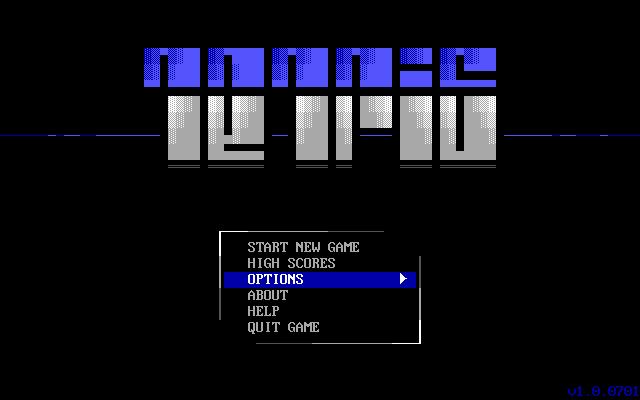 START NEW GAME
HIGH SCORES
OPTIONS
ABOUT
HELP
QUIT GAME
v1.0.0701